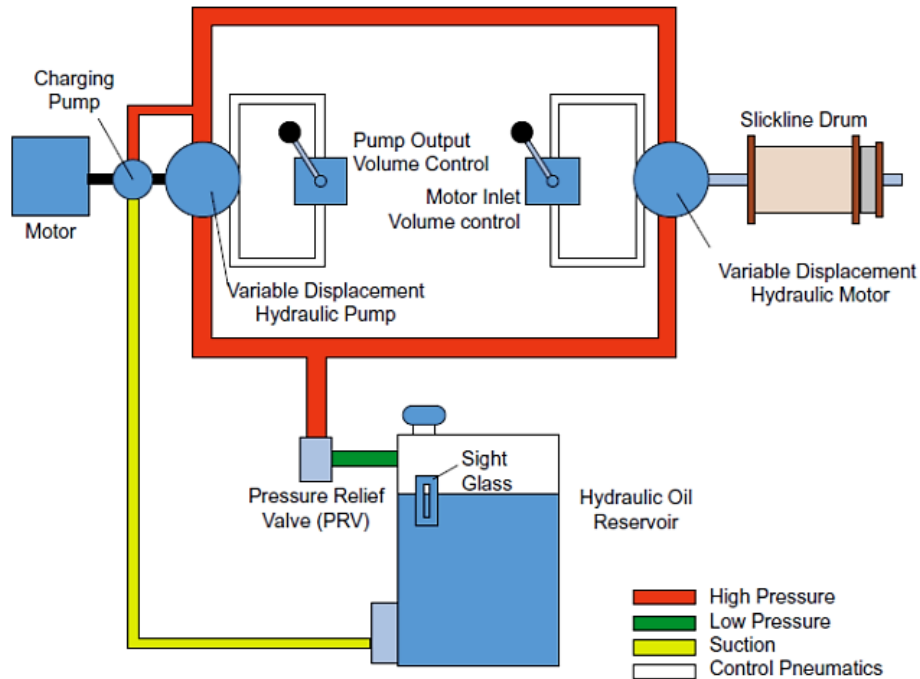 Charging
Pump
Motor
Pump Output
Volume Control
Motor Inlet
Volume control
Slickline Drum
Variable Displacement
Hydraulic Pump
Variable Displacement
Hydraulic Motor
Sight
Glass
Pressure Relief
Valve (PRV)
Hydraulic Oil
Reservoir
High Pressure
Low Pressure
Suction
Control Pneumatics